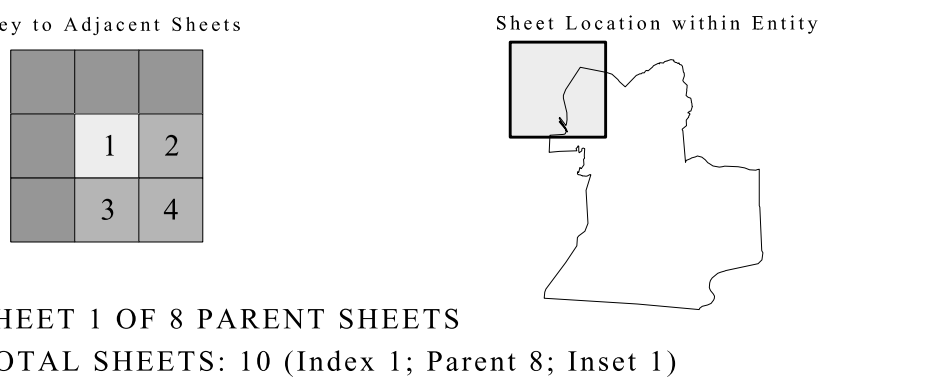 ey to Adjacent Sheets
Sheet Location within Entity
1 2
3 4
HEET 1 OF 8 PARENT SHEETS
OTAL SHEETS: 10 (Index 1; Parent 8; Inset 1)